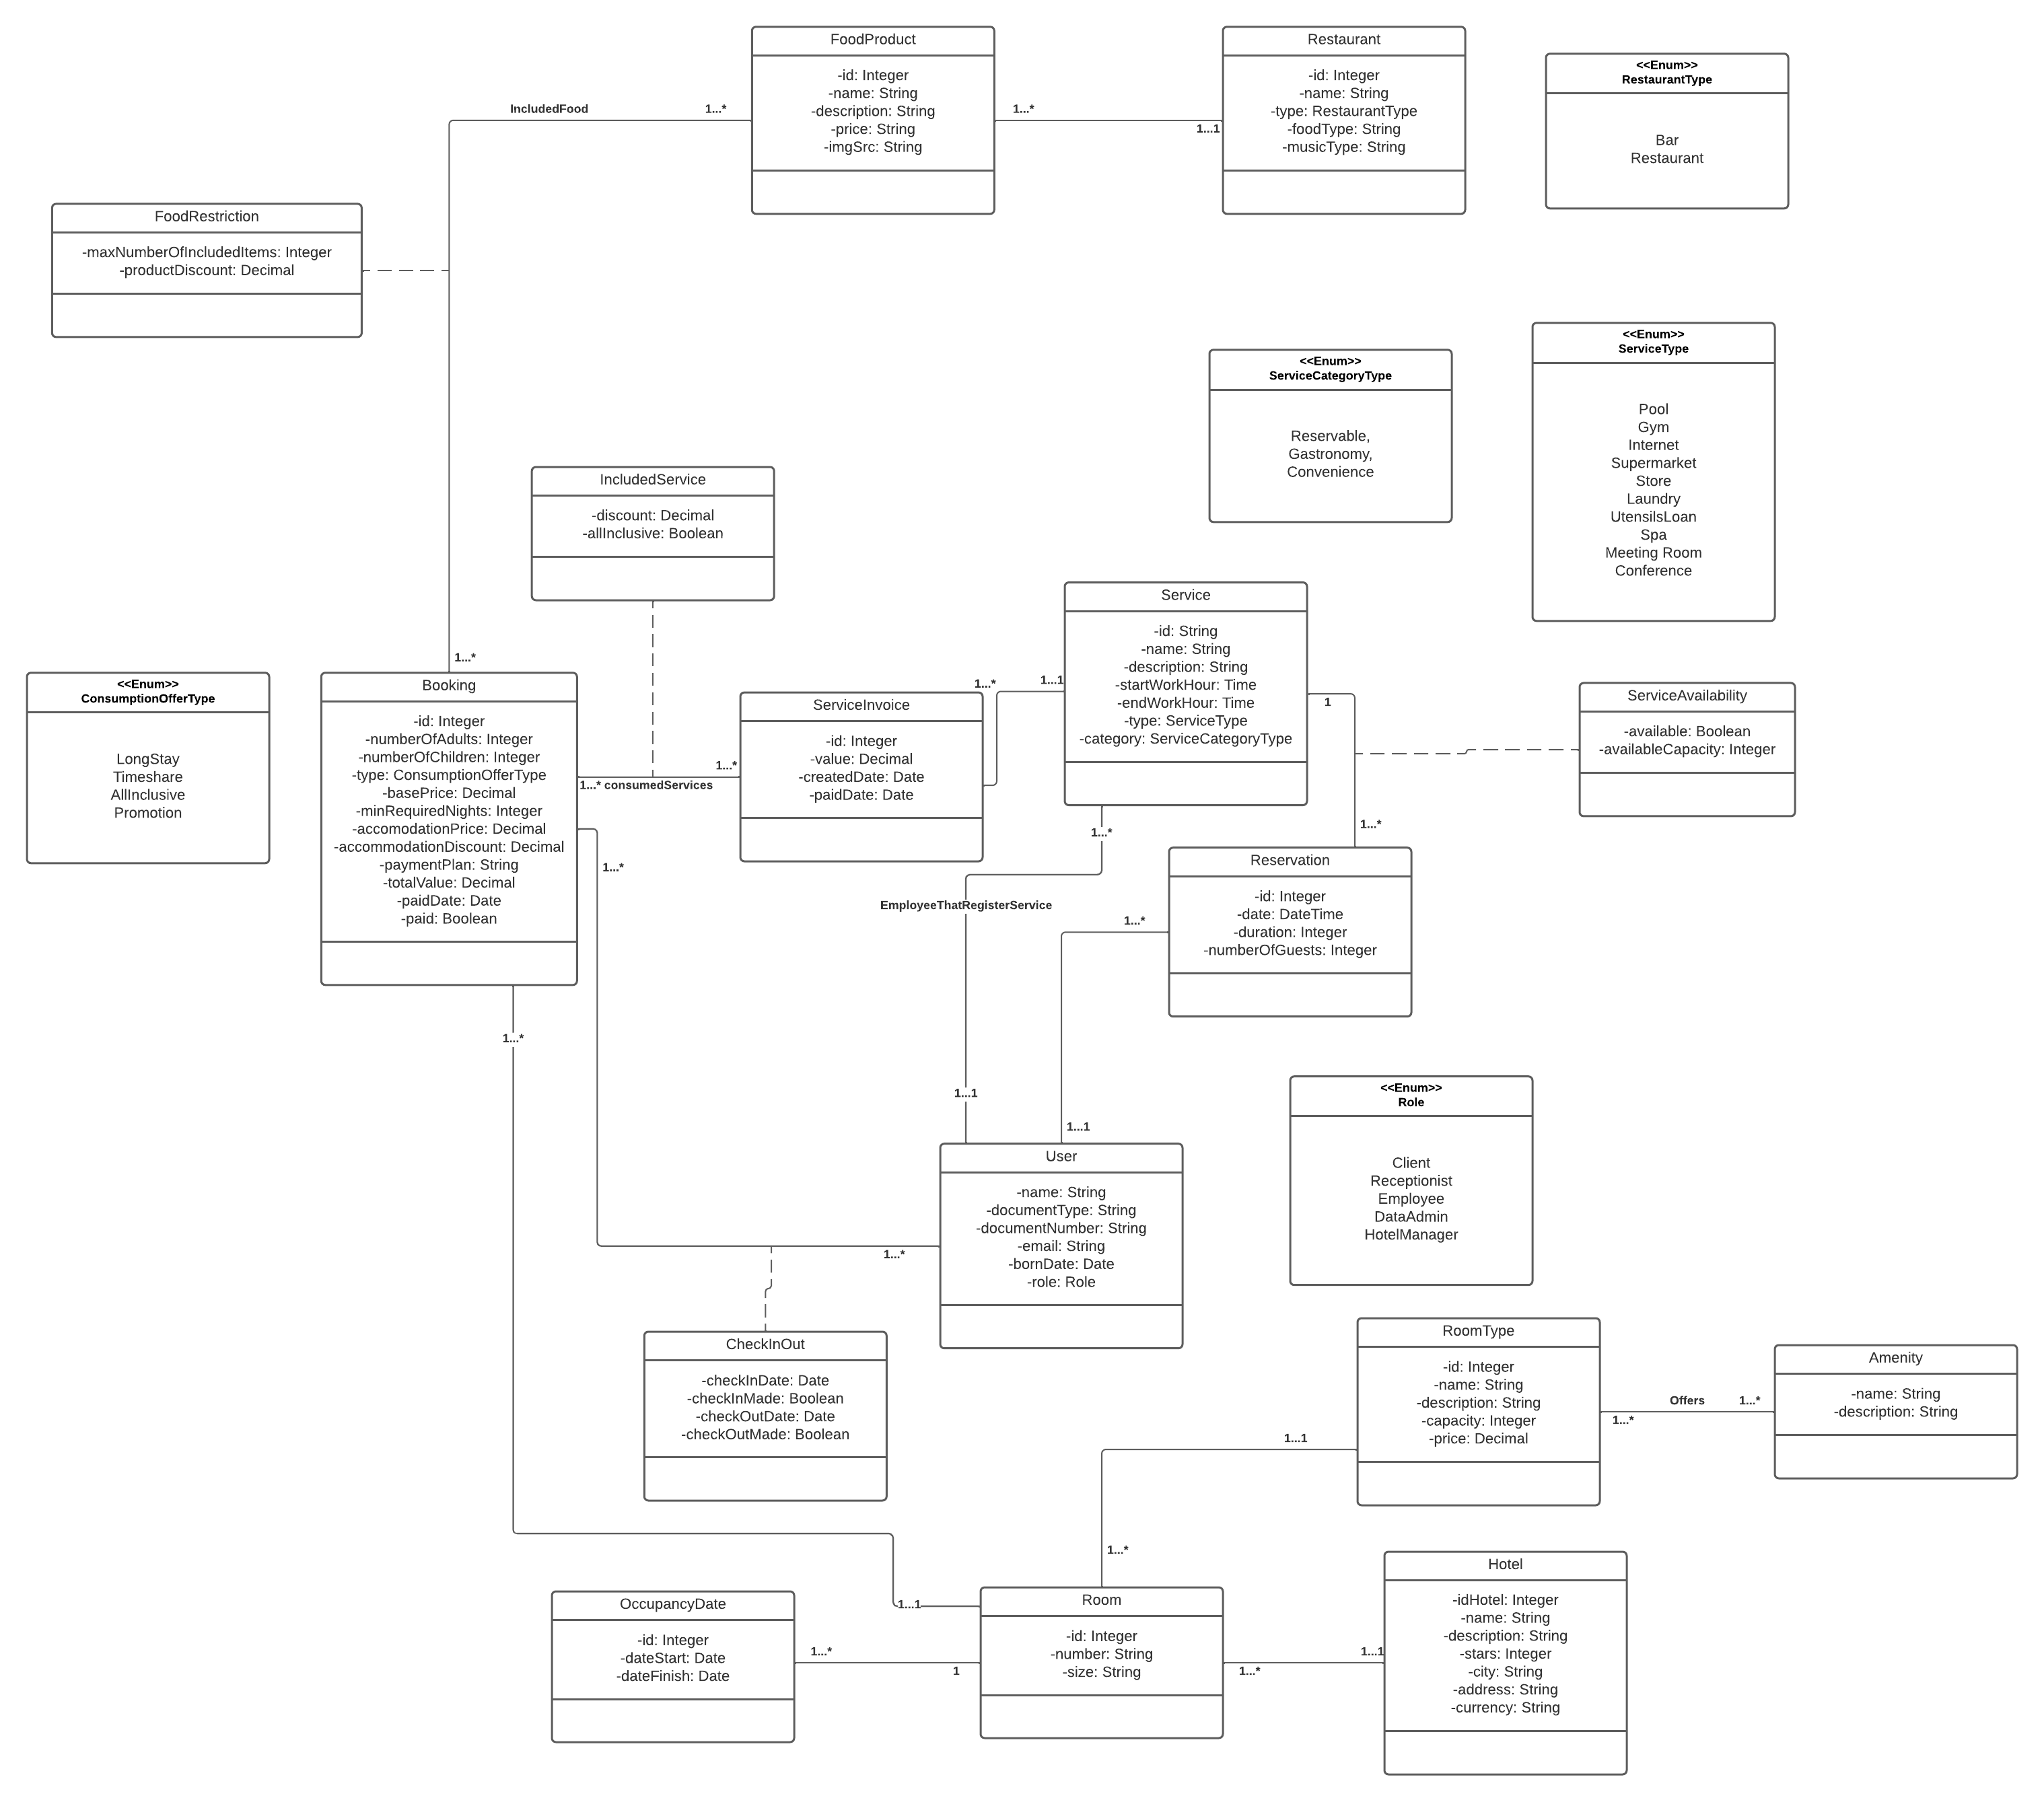 FoodProduct
-id: Integer
-name: String
-description: String
-price: String
-imgSrc: String
Restaurant
-id: Integer
-name: String
-type: RestaurantType
-foodType: String
-musicType: String
<<Enum>>
RestaurantType
Bar
Restaurant
IncludedFood
1...*
1...*
1...1
FoodRestriction
-maxNumberOfIncludedItems: Integer
-productDiscount: Decimal
<<Enum>>
ServiceCategoryType
Reservable,
Gastronomy,
Convenience
<<Enum>>
ServiceType
Pool
Gym
Internet
Supermarket
Store
Laundry
UtensilsLoan
Spa
Meeting Room
Conference
IncludedService
-discount: Decimal
-allInclusive: Boolean
Service
-id: String
-name: String
-description: String
-startWorkHour: Time
-endWorkHour: Time
-type: ServiceType
-category: ServiceCategoryType
1...*
<<Enum>>
ConsumptionOfferType
LongStay
Timeshare
AllInclusive
Promotion
Booking
-id: Integer
-numberOfAdults: Integer
-numberOfChildren: Integer
-type: ConsumptionOfferType
-basePrice: Decimal
-minRequiredNights: Integer
-accomodationPrice: Decimal
-accommodationDiscount: Decimal
-paymentPlan: String
-totalValue: Decimal
-paidDate: Date
-paid: Boolean
1...*
1...* consumedServices
ServiceInvoice
-id: Integer
-value: Decimal
-createdDate: Date
-paidDate: Date
1...*
1...1
1
ServiceAvailability
-available: Boolean
-availableCapacity: Integer
1...*
1...*
1...*
Reservation
-id: Integer
-date: DateTime
-duration: Integer
-numberOfGuests: Integer
EmployeeThatRegisterService
1...*
1...*
1...1
1...1
<<Enum>>
Role
Client
Receptionist
Employee
DataAdmin
HotelManager
User
-name: String
-documentType: String
-documentNumber: String
-email: String
-bornDate: Date
-role: Role
1...*
CheckInOut
-checkInDate: Date
-checkInMade: Boolean
-checkOutDate: Date
-checkOutMade: Boolean
RoomType
-id: Integer
-name: String
-description: String
-capacity: Integer
-price: Decimal
Offers
1...*
1...*
Amenity
-name: String
-description: String
1...1
1...*
OccupancyDate
-id: Integer
-dateStart: Date
-dateFinish: Date
1...1
1...*
1
Room
-id: Integer
-number: String
-size: String
1...*
1...1
Hotel
-idHotel: Integer
-name: String
-description: String
-stars: Integer
-city: String
-address: String
-currency: String